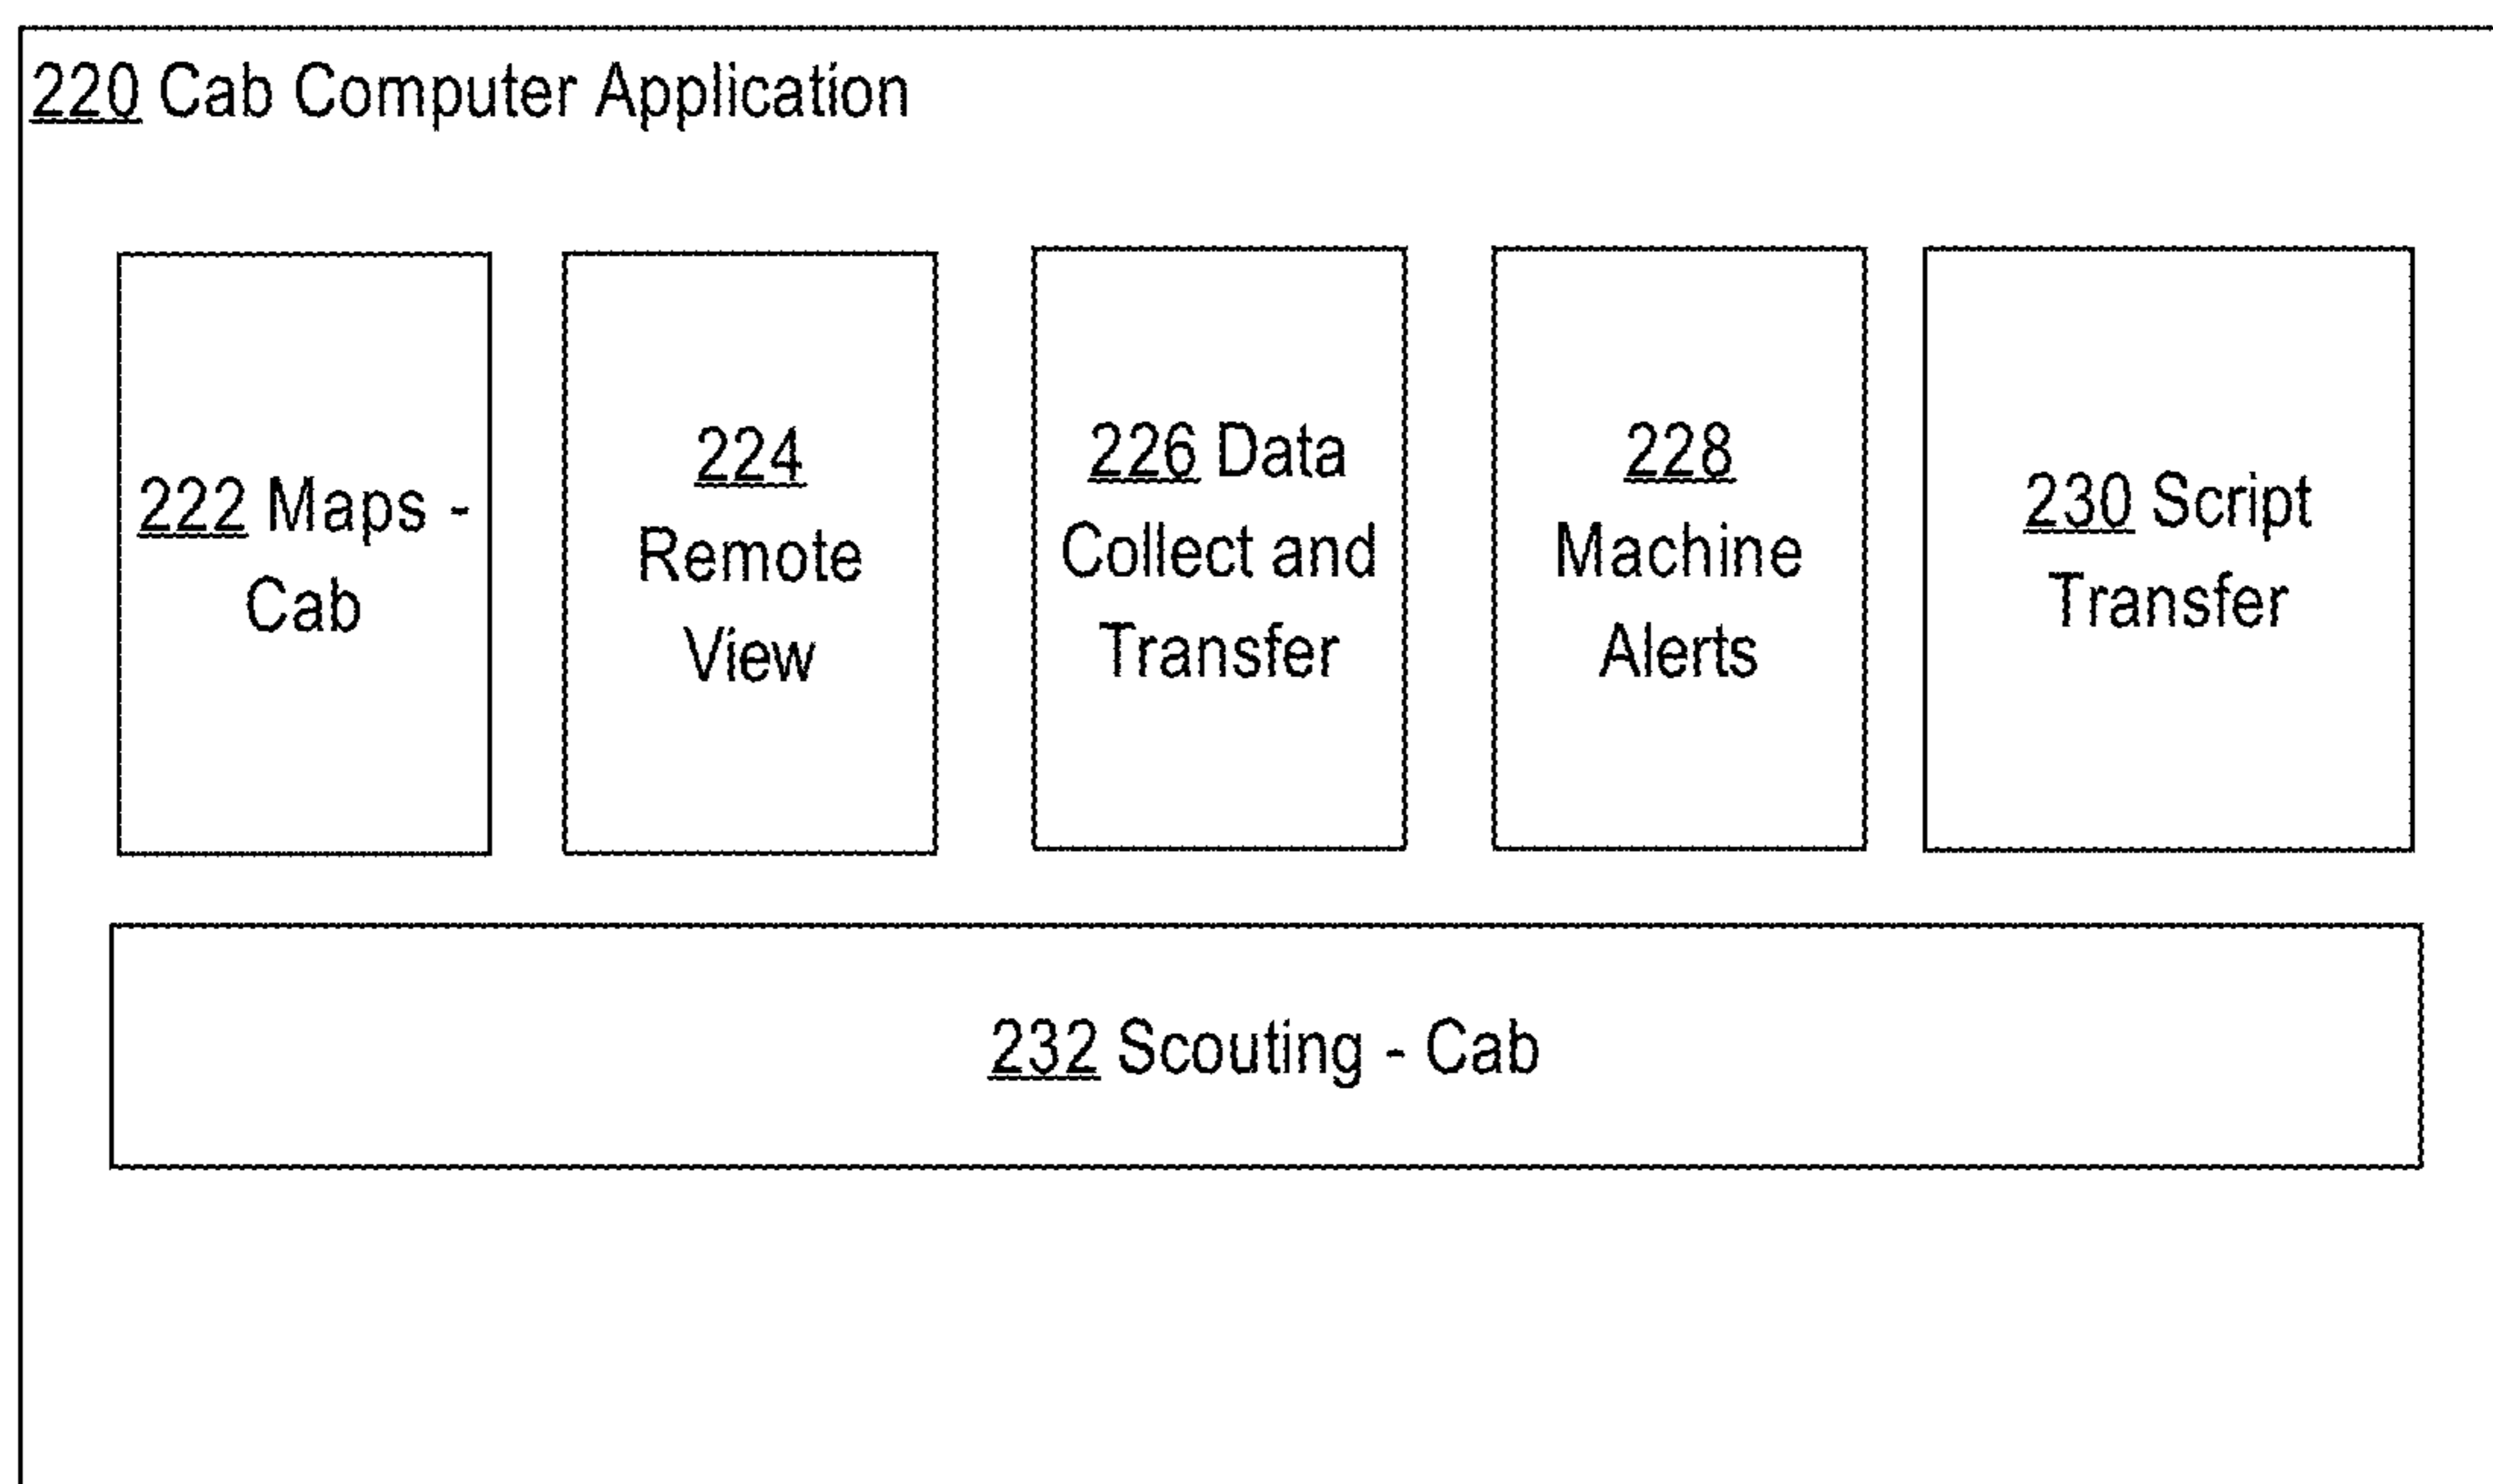 220 Cab Computer Application
222 Maps -
Cab
224
Remote
View
226 Data
Collect and
Transfer
228
Machine
Alerts
230 Script
Transfer
232 Scouting - Cab